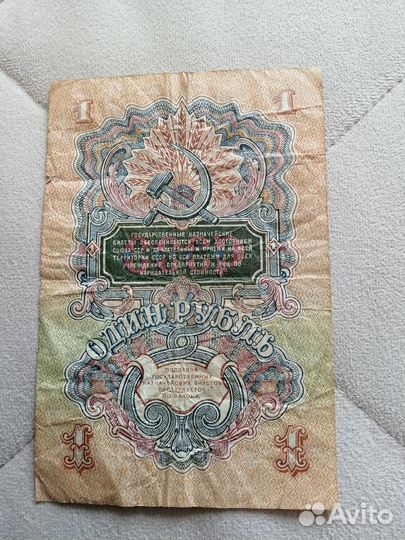 1 1
ГОСУДАРСТВЕННЫЕ КАЗНАЧЕЙСКИЕ
БИЛЕТЫ ОБЕСПЕЧИВАЮТСЯ ВСЕМ ДОСТОЯНИЕМ
СОЮЗА ССР И ОБЯЗАТЕЛЬНЫ К ПРИЕМУ НА ВСЕЙ
ТЕРРИТОРИИ СССР ВО ВСЕ ПЛАТЕЖИ ДЛЯ ВСЕХ
УЧРЕЖДЕНИЙ, ПРЕДПРИЯТИЙ И ЛИЦ ПО
НАРИЦАТЕЛЬНОЙ СТОИМОСТИ
ОДИН РУБЛЬ
ПОДДЕЛКА
ГОСУДАРСТВЕННЫХ
КАЗНАЧЕЙСКИХ БИЛЕТОВ
ПРЕСЛЕДУЕТСЯ
ПО ЗАКОНУ
1 1
Avito